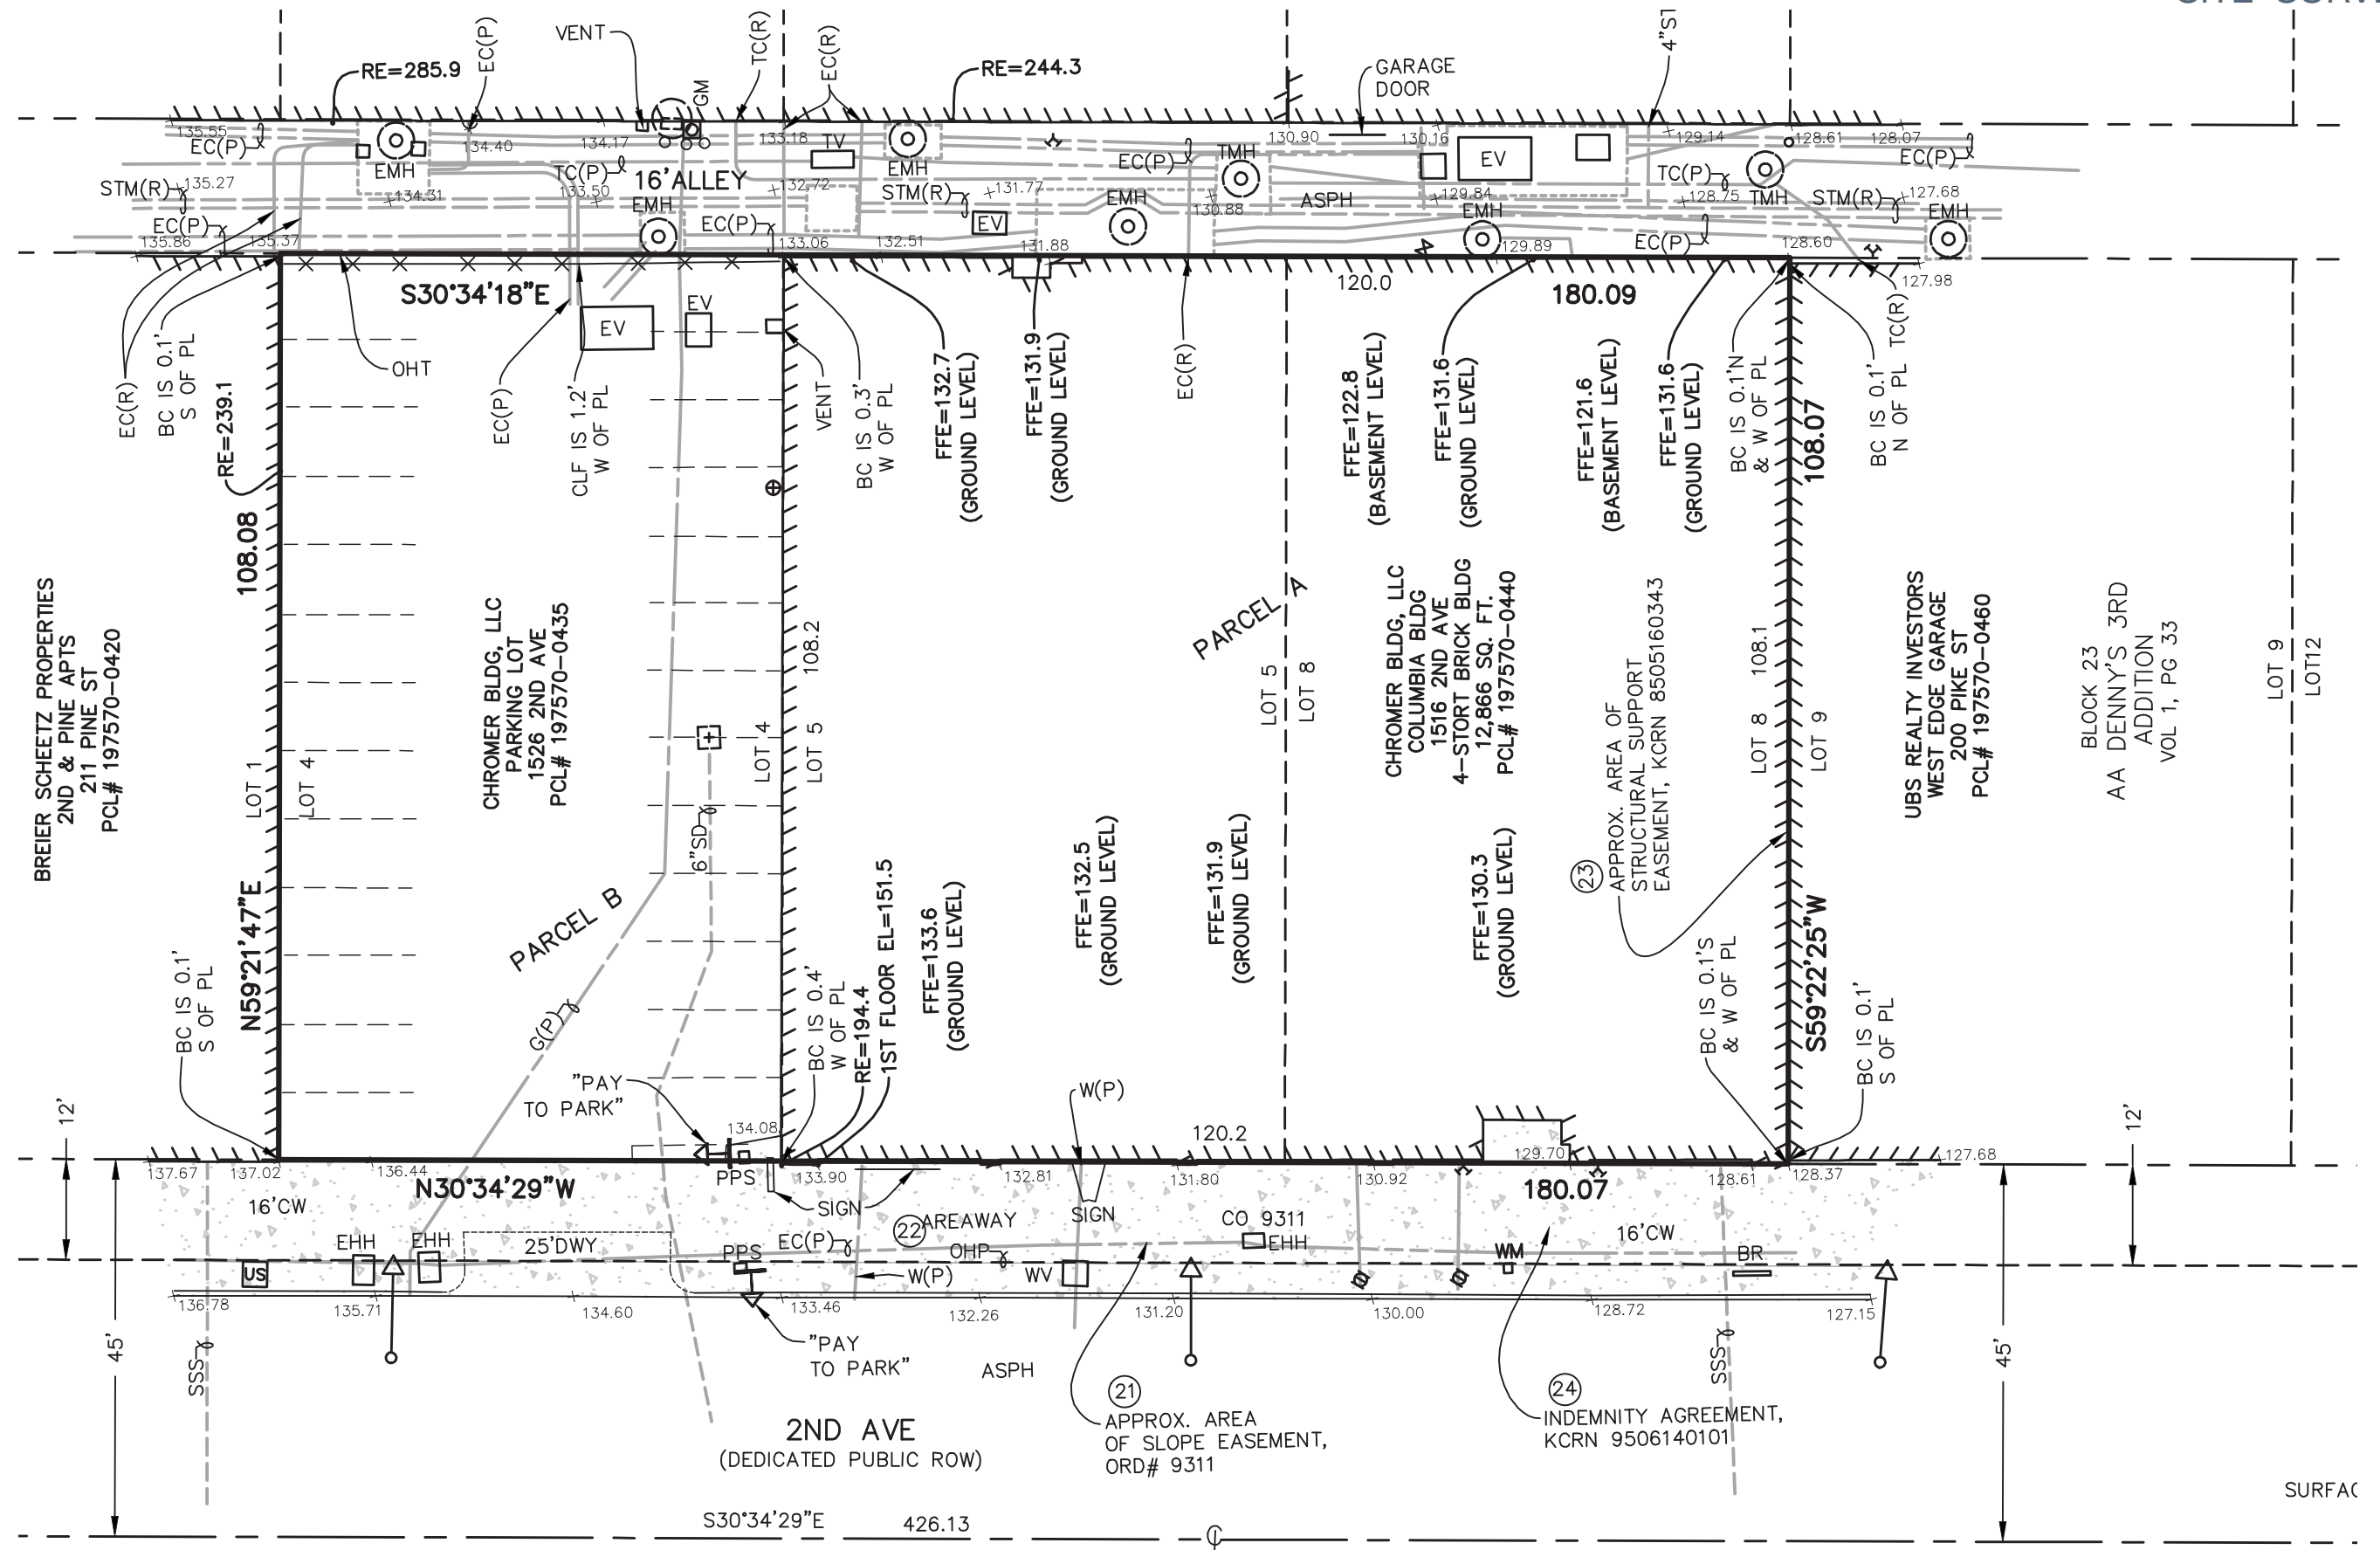 RE=285.9
EC(P)
VENT
GM
TC(R)
EC(R)
RE=244.3
GARAGE
DOOR
135.55
EC(P)
EMH
134.40
134.17
133.18
TV
EMH
EC(P)
TMH
130.90
130.16
EV
129.14
128.61
128.07
EC(P)
STM(R)
135.27
134.31
TC(P)
133.50
16'ALLEY
132.72
STM(R)
131.77
130.88
ASPH
129.84
TC(P)
128.75
TMH
STM(R)
127.68
EC(P)
EMH
EC(P)
EV
EMH
EMH
EC(P)
EMH
135.86
135.37
133.06
132.51
131.88
129.89
128.60
127.98
S30°34'18"E
120.0
180.09
EC(R)
BC IS 0.1'
S OF PL
RE=239.1
OHT
EC(P)
EV
EV
CLF IS 1.2'
W OF PL
VENT
BC IS 0.3'
W OF PL
FFE=132.7
(GROUND LEVEL)
FFE=131.9
(GROUND LEVEL)
EC(R)
FFE=122.8
(BASEMENT LEVEL)
FFE=131.6
(GROUND LEVEL)
FFE=121.6
(BASEMENT LEVEL)
FFE=131.6
(GROUND LEVEL)
BC IS 0.1'N
& W OF PL
108.07
BC IS 0.1'
N OF PL
TC(R)
BREIER SCHEETZ PROPERTIES
2ND & PINE APTS
211 PINE ST
PCL# 197570-0420
108.08
LOT 1
LOT 4
N59°21'47"E
CHROMER BLDG, LLC
PARKING LOT
1526 2ND AVE
PCL# 197570-0435
PARCEL B
6"SD
G(P)
LOT 4
LOT 5
108.2
PARCEL A
LOT 5
LOT 8
CHROMER BLDG, LLC
COLUMBIA BLDG
1516 2ND AVE
4-STORT BRICK BLDG
12,866 SQ. FT.
PCL# 197570-0440
23
APPROX. AREA OF
STRUCTURAL SUPPORT
EASEMENT, KCRN 8505160343
LOT 8
108.1
LOT 9
S59°22'25"W
UBS REALTY INVESTORS
WEST EDGE GARAGE
200 PIKE ST
PCL# 197570-0460
BLOCK 23
AA DENNY'S 3RD
ADDITION
VOL 1, PG 33
LOT 9
LOT12
BC IS 0.1'
S OF PL
"PAY
TO PARK"
BC IS 0.4'
W OF PL
RE=194.4
1ST FLOOR EL=151.5
FFE=133.6
(GROUND LEVEL)
FFE=132.5
(GROUND LEVEL)
FFE=131.9
(GROUND LEVEL)
FFE=130.3
(GROUND LEVEL)
BC IS 0.1'S
& W OF PL
BC IS 0.1'
S OF PL
12'
W(P)
134.08
120.2
129.70
12'
137.67
137.02
136.44
N30°34'29"W
PPS
133.90
132.81
131.80
130.92
180.07
128.61
128.37
127.68
16'CW
SIGN
22
AREAWAY
SIGN
CO 9311
16'CW
EHH
EHH
25'DWY
PPS
EC(P)
OHP
EHH
WM
BR
US
W(P)
WV
136.78
135.71
134.60
133.46
132.26
131.20
130.00
128.72
127.15
45'
SSS
"PAY
TO PARK"
ASPH
SSS
45'
21
APPROX. AREA
OF SLOPE EASEMENT,
ORD# 9311
24
INDEMNITY AGREEMENT,
KCRN 9506140101
2ND AVE
(DEDICATED PUBLIC ROW)
S30°34'29"E
426.13